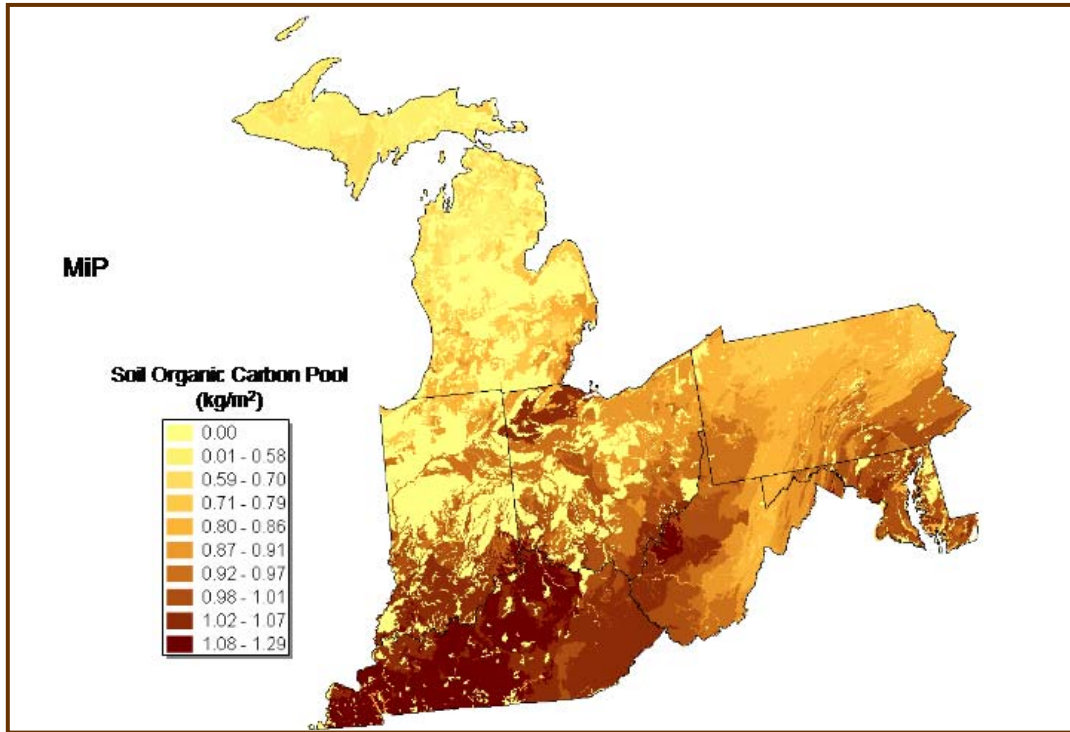 MiP
Soil Organic Carbon Pool
(kg/m²)
0.00
0.01 - 0.58
0.59 - 0.70
0.71 - 0.79
0.80 - 0.86
0.87 - 0.91
0.92 - 0.97
0.98 - 1.01
1.02 - 1.07
1.08 - 1.29